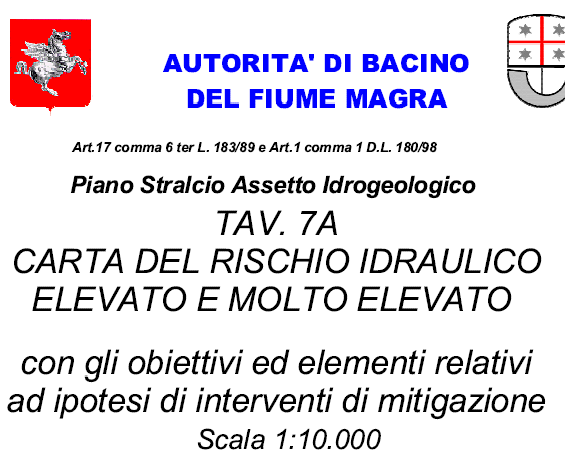 AUTORITA' DI BACINO
DEL FIUME MAGRA
Art.17 comma 6 ter L. 183/89 e Art.1 comma 1 D.L. 180/98
Piano Stralcio Assetto Idrogeologico
TAV. 7A
CARTA DEL RISCHIO IDRAULICO
ELEVATO E MOLTO ELEVATO
con gli obiettivi ed elementi relativi
ad ipotesi di interventi di mitigazione
Scala 1:10.000